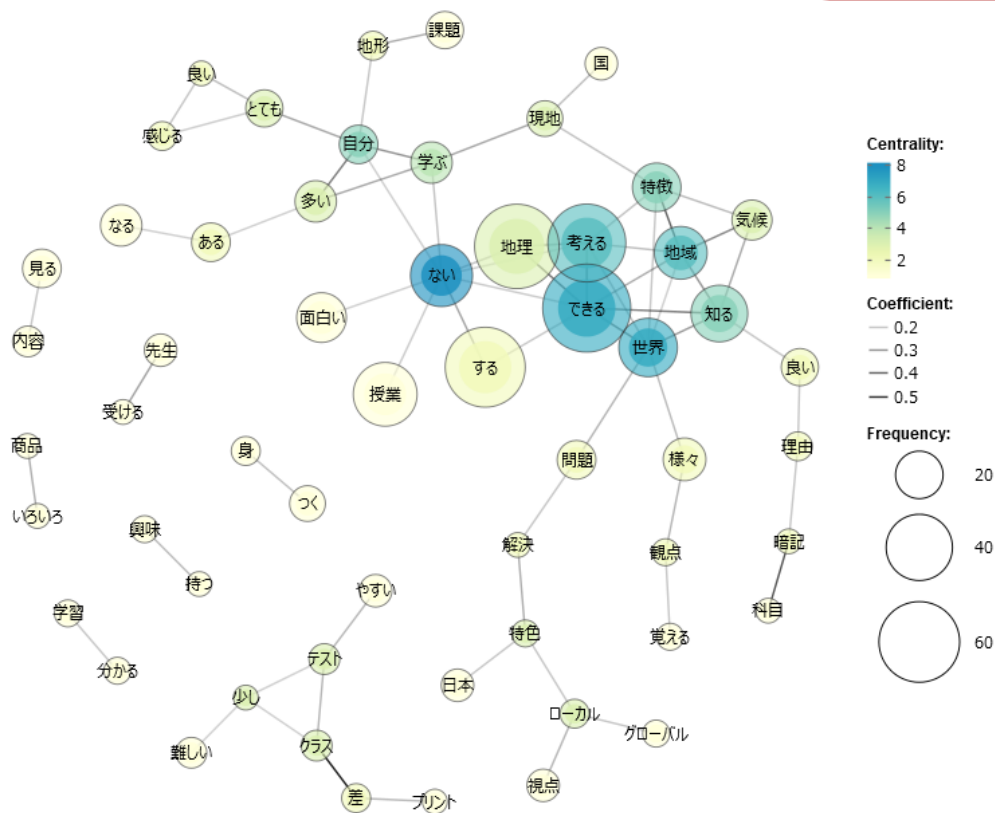 課題
地形
国
良い
とても
感じる
現地
自分
学ぶ
特徴
多い
なる
ある
気候
地理
考える
地域
見る
ない
できる
知る
面白い
内容
先生
世界
する
良い
授業
受ける
商品
身
問題
様々
理由
つく
いろいろ
興味
解決
観点
暗記
持つ
やすい
学習
科目
特色
覚える
分かる
テスト
日本
少し
ローカル
グローバル
難しい
クラス
視点
差
プリント
Centrality:
8
6
4
2
Coefficient:
0.2
0.3
0.4
0.5
Frequency:
20
40
60